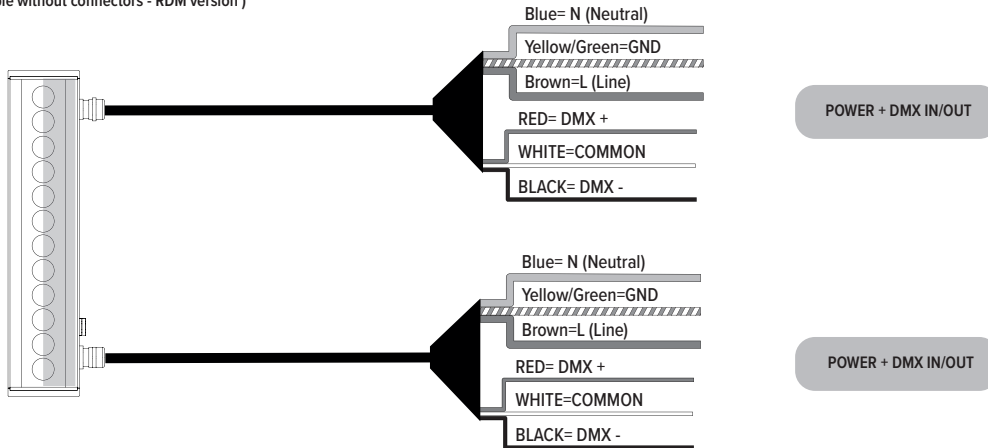 without connectors - RDM version )
Blue= N (Neutral)
Yellow/Green=GND
Brown=L (Line)
RED= DMX +
WHITE=COMMON
BLACK= DMX -
POWER + DMX IN/OUT
Blue= N (Neutral)
Yellow/Green=GND
Brown=L (Line)
RED= DMX +
WHITE=COMMON
BLACK= DMX -
POWER + DMX IN/OUT